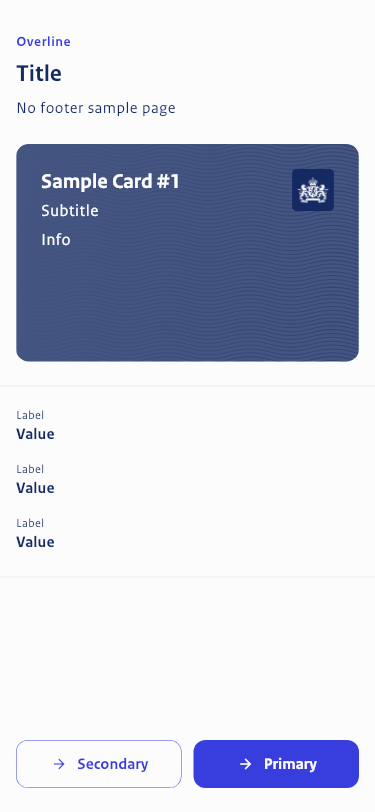 Overline
Title
No footer sample page
Sample Card #1
Subtitle
Info
Label
Value
Label
Value
Label
Value
Secondary
Primary